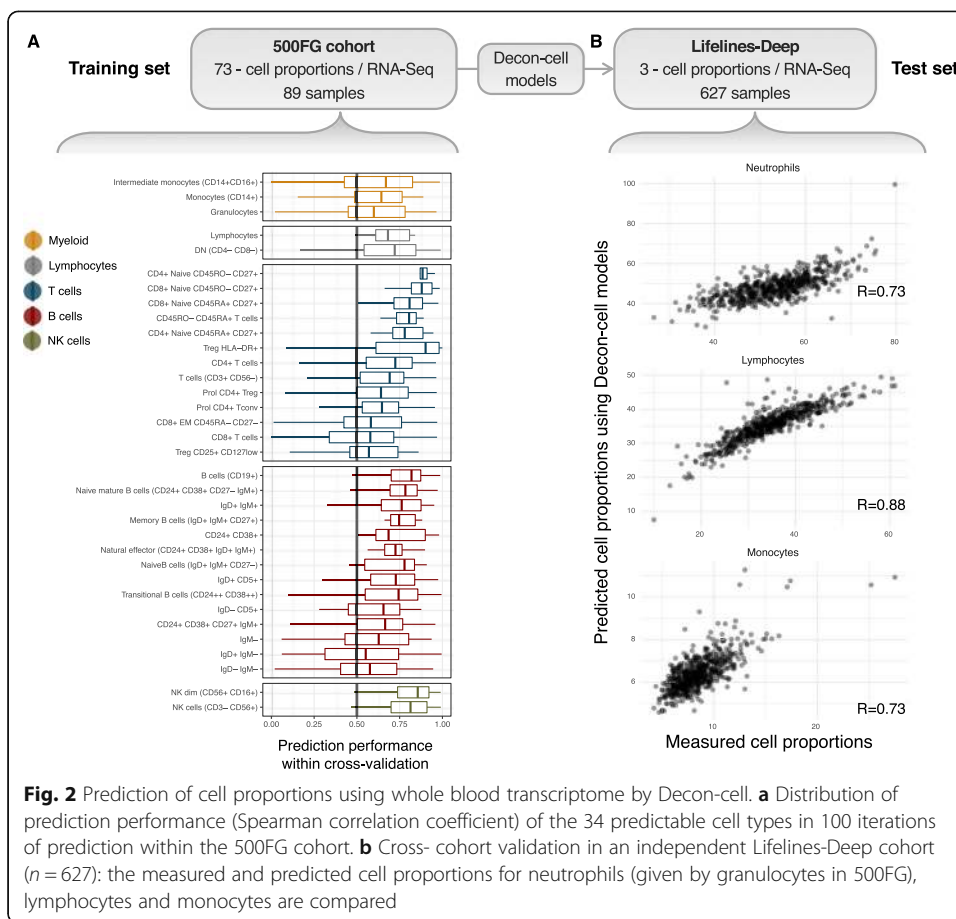 A
Training set
500FG cohort
73 - cell proportions / RNA-Seq
89 samples
Decon-cell
models
B
Lifelines-Deep
3 - cell proportions / RNA-Seq
627 samples
Test set
Myeloid
Lymphocytes
T cells
B cells
NK cells
Intermediate monocytes (CD14+CD16+)
Monocytes (CD14+)
Granulocytes
Lymphocytes
DN (CD4− CD8−)
CD4+ Naive CD45RO− CD27+
CD8+ Naive CD45RO− CD27+
CD8+ Naive CD45RA+ CD27+
CD45RO− CD45RA+ T cells
CD4+ Naive CD45RA+ CD27+
Treg HLA−DR+
CD4+ T cells
T cells (CD3+ CD56−)
Prol CD4+ Treg
Prol CD4+ Tconv
CD8+ EM CD45RA− CD27−
CD8+ T cells
Treg CD25+ CD127low
B cells (CD19+)
Naive mature B cells (CD24+ CD38+ CD27− IgM+)
IgD+ IgM+
Memory B cells (IgD+ IgM+ CD27+)
CD24+ CD38+
Natural effector (CD24+ CD38+ IgD+ IgM+)
NaiveB cells (IgD+ IgM+ CD27−)
IgD+ CD5+
Transitional B cells (CD24++ CD38++)
IgD− CD5+
CD24+ CD38+ CD27+ IgM+
IgM−
IgD+ IgM−
IgD− IgM−
NK dim (CD56+ CD16+)
NK cells (CD3− CD56+)
0.00 0.25 0.50 0.75 1.00
Prediction performance
within cross-validation
Predicted cell proportions using Decon-cell models
Neutrophils
100
80
60
40
R=0.73
40 60 80
Lymphocytes
50
40
30
20
10
R=0.88
20 40 60
Monocytes
10
8
6
R=0.73
10 20
Measured cell proportions
Fig. 2 Prediction of cell proportions using whole blood transcriptome by Decon-cell. a Distribution of
prediction performance (Spearman correlation coefficient) of the 34 predictable cell types in 100 iterations
of prediction within the 500FG cohort. b Cross- cohort validation in an independent Lifelines-Deep cohort
(n = 627): the measured and predicted cell proportions for neutrophils (given by granulocytes in 500FG),
lymphocytes and monocytes are compared